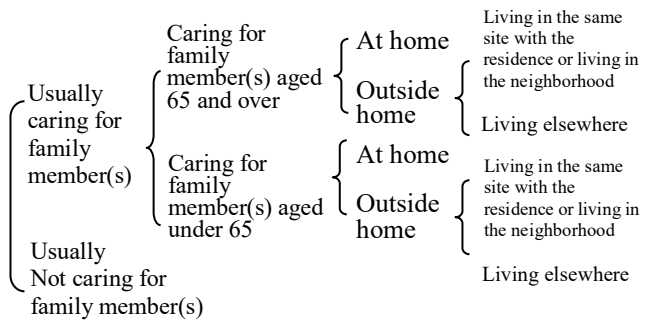 Usually
caring for
family
member(s)
Usually
Not caring for
family member(s)
Caring for
family
member(s) aged
65 and over
Caring for
family
member(s) aged
under 65
At home
Outside
home
At home
Outside
home
Living in the same
site with the
residence or living in
the neighborhood
Living elsewhere
Living in the same
site with the
residence or living in
the neighborhood
Living elsewhere